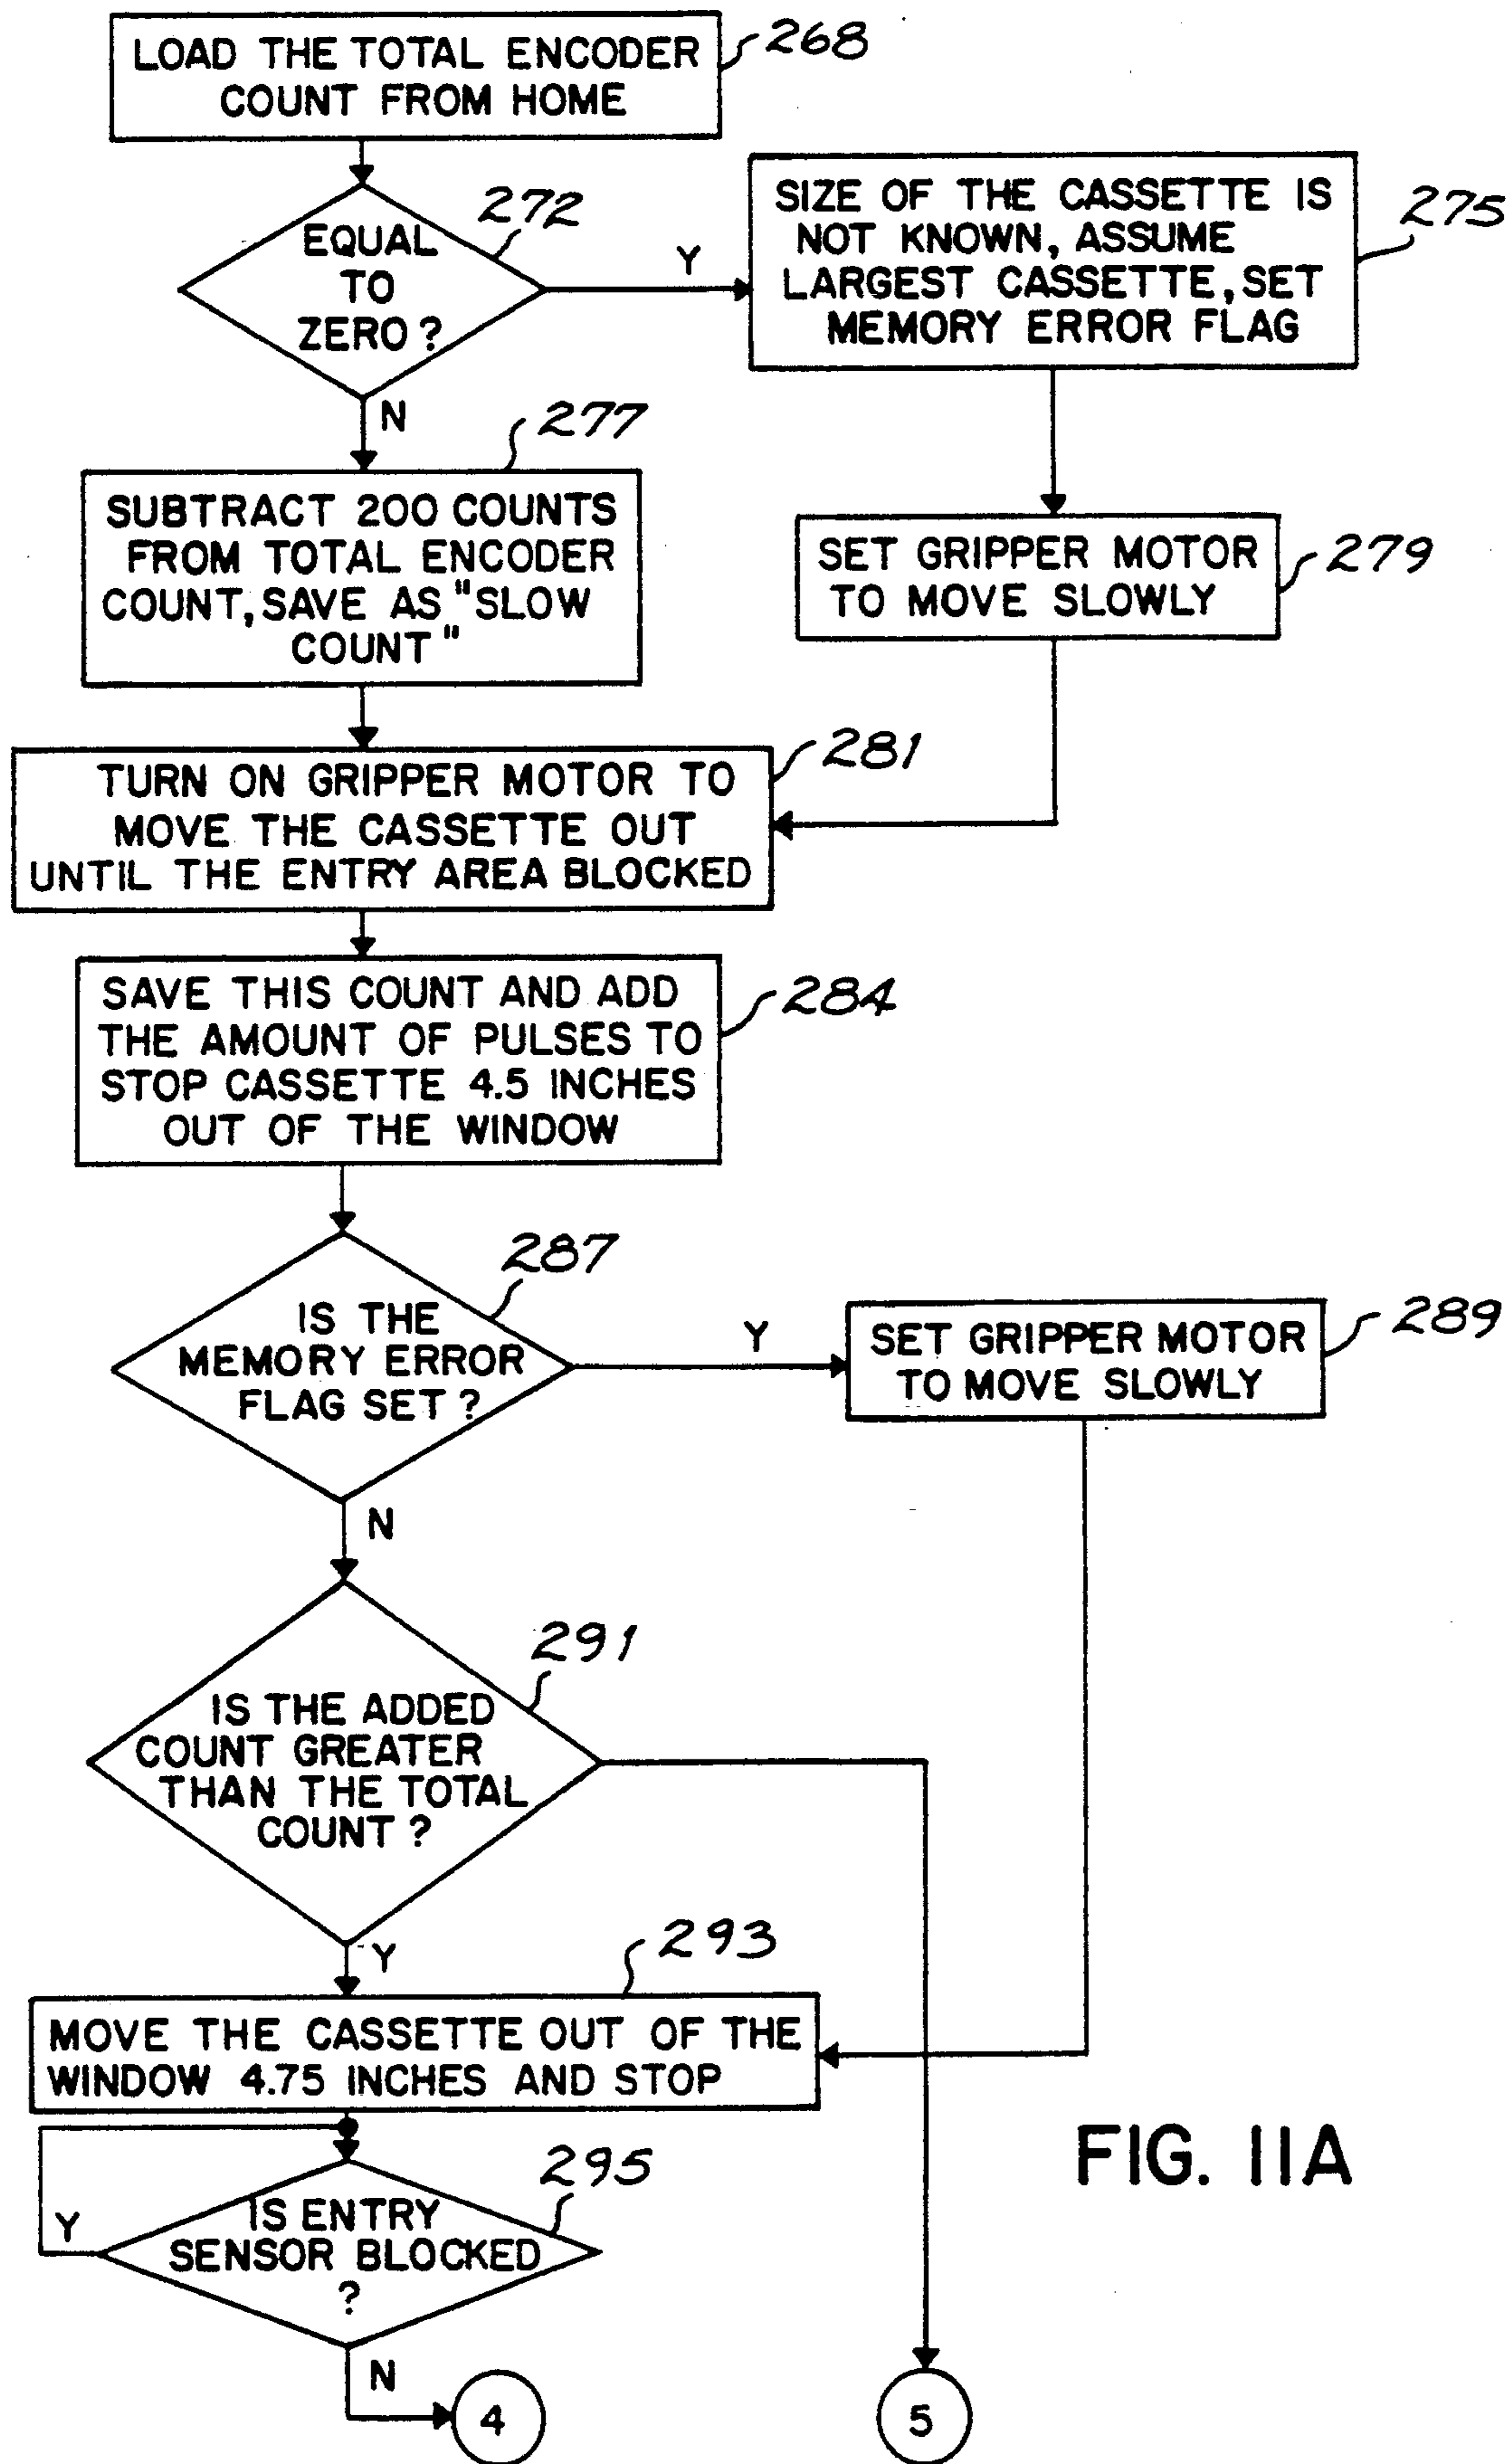 LOAD THE TOTAL ENCODER
COUNT FROM HOME
268
EQUAL
TO
ZERO?
272
Y
N
SIZE OF THE CASSETTE IS
NOT KNOWN, ASSUME
LARGEST CASSETTE, SET
MEMORY ERROR FLAG
275
277
SUBTRACT 200 COUNTS
FROM TOTAL ENCODER
COUNT, SAVE AS "SLOW
COUNT"
SET GRIPPER MOTOR
TO MOVE SLOWLY
279
281
TURN ON GRIPPER MOTOR TO
MOVE THE CASSETTE OUT
UNTIL THE ENTRY AREA BLOCKED
SAVE THIS COUNT AND ADD
THE AMOUNT OF PULSES TO
STOP CASSETTE 4.5 INCHES
OUT OF THE WINDOW
284
287
IS THE
MEMORY ERROR
FLAG SET?
Y
N
SET GRIPPER MOTOR
TO MOVE SLOWLY
289
291
IS THE ADDED
COUNT GREATER
THAN THE TOTAL
COUNT?
Y
293
MOVE THE CASSETTE OUT OF THE
WINDOW 4.75 INCHES AND STOP
295
IS ENTRY
SENSOR BLOCKED
?
Y
N
4
5
FIG. 11A